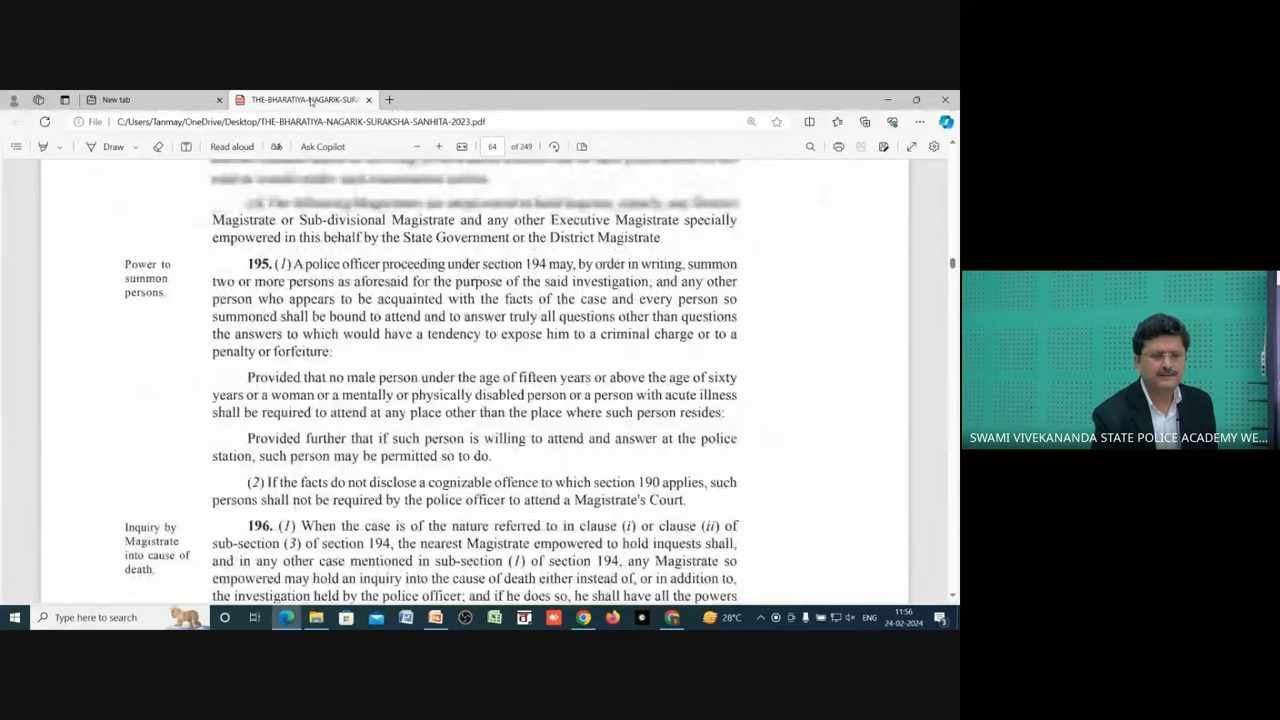 New tab
THE-BHARATIYA-NAGARIK-SUR
File C:/Users/Tanmay/OneDrive/Desktop/THE-BHARATIYA-NAGARIK-SURAKSHA-SANHITA-2023.pdf
Draw Read aloud Ask Copilot 64 of 249
Magistrate or Sub-divisional Magistrate and any other Executive Magistrate specially
empowered in this behalf by the State Government or the District Magistrate.
Power to
summon
persons.
195. (1) A police officer proceeding under section 194 may, by order in writing, summon
two or more persons as aforesaid for the purpose of the said investigation, and any other
person who appears to be acquainted with the facts of the case and every person so
summoned shall be bound to attend and to answer truly all questions other than questions
the answers to which would have a tendency to expose him to a criminal charge or to a
penalty or forfeiture:
Provided that no male person under the age of fifteen years or above the age of sixty
years or a woman or a mentally or physically disabled person or a person with acute illness
shall be required to attend at any place other than the place where such person resides:
Provided further that if such person is willing to attend and answer at the police
station, such person may be permitted so to do.
(2) If the facts do not disclose a cognizable offence to which section 190 applies, such
persons shall not be required by the police officer to attend a Magistrate's Court.
Inquiry by
Magistrate
into cause of
death.
196. (1) When the case is of the nature referred to in clause (i) or clause (ii) of
sub-section (3) of section 194, the nearest Magistrate empowered to hold inquests shall,
and in any other case mentioned in sub-section (1) of section 194, any Magistrate so
empowered may hold an inquiry into the cause of death either instead of, or in addition to,
the investigation held by the police officer; and if he does so, he shall have all the powers
SWAMI VIVEKANANDA STATE POLICE ACADEMY WE...
Type here to search
28°C
ENG
11:56
24-02-2024
3